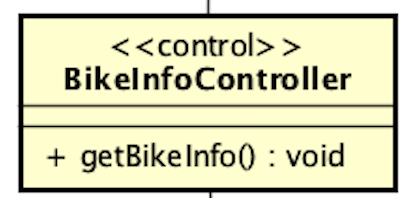 <<control>>
BikeInfoController
+ getBikeInfo() : void